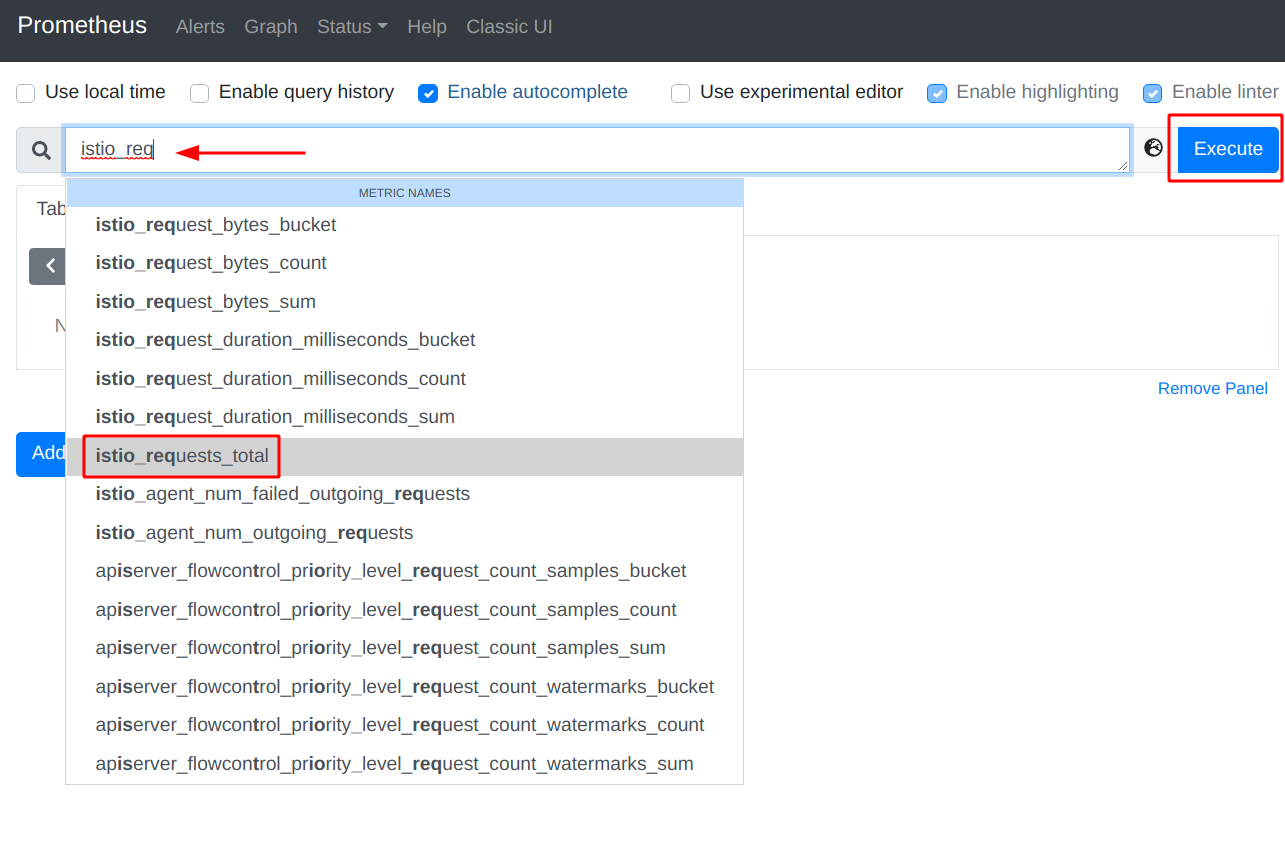 Prometheus Alerts Graph Status Help Classic UI
Use local time Enable query history Enable autocomplete Use experimental editor Enable highlighting Enable linter
istio_req Execute
METRIC NAMES
Tab
istio_request_bytes_bucket
istio_request_bytes_count
istio_request_bytes_sum
N
istio_request_duration_milliseconds_bucket
istio_request_duration_milliseconds_count
Remove Panel
istio_request_duration_milliseconds_sum
Add
istio_requests_total
istio_agent_num_failed_outgoing_requests
istio_agent_num_outgoing_requests
apiserver_flowcontrol_priority_level_request_count_samples_bucket
apiserver_flowcontrol_priority_level_request_count_samples_count
apiserver_flowcontrol_priority_level_request_count_samples_sum
apiserver_flowcontrol_priority_level_request_count_watermarks_bucket
apiserver_flowcontrol_priority_level_request_count_watermarks_count
apiserver_flowcontrol_priority_level_request_count_watermarks_sum